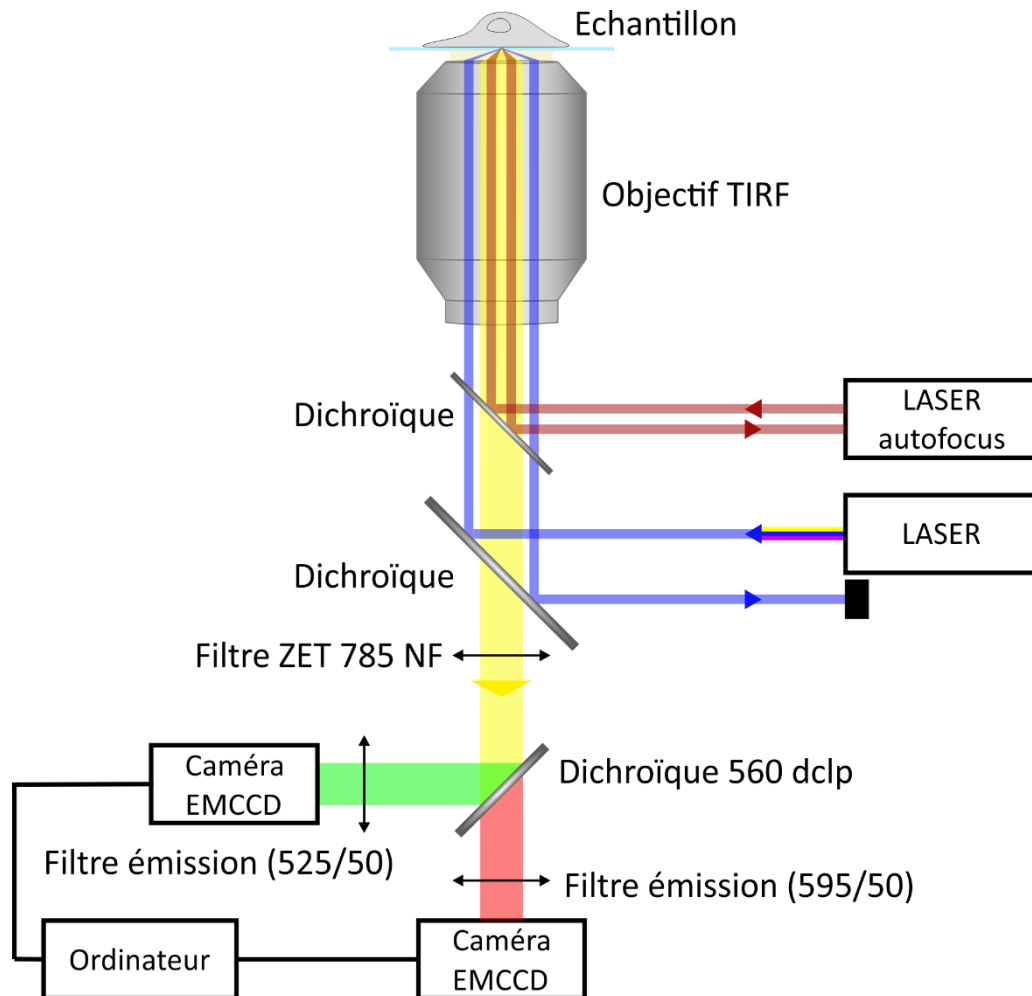 Echantillon
Objectif TIRF
Dichroïque
LASER
autofocus
LASER
Dichroïque
Filtre ZET 785 NF
Caméra
EMCCD
Dichroïque 560 dclp
Filtre émission (525/50)
Filtre émission (595/50)
Ordinateur
Caméra
EMCCD